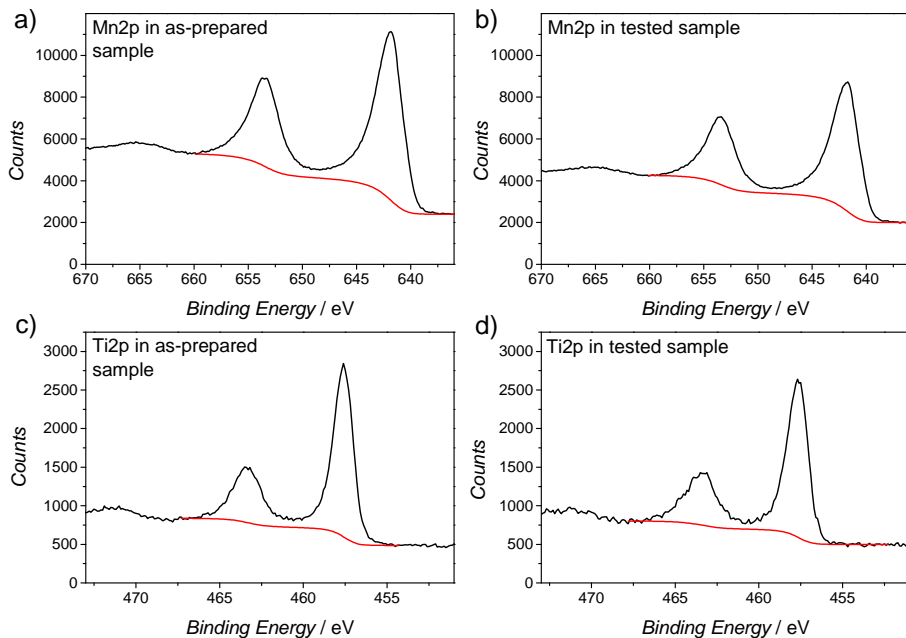 a)
Mn2p in as-prepared
sample
10000
8000
6000
4000
2000
0
Counts
670 665 660 655 650 645 640
Binding Energy / eV
b)
Mn2p in tested sample
10000
8000
6000
4000
2000
0
Counts
670 665 660 655 650 645 640
Binding Energy / eV
c)
Ti2p in as-prepared
sample
3000
2500
2000
1500
1000
500
0
Counts
470 465 460 455
Binding Energy / eV
d)
Ti2p in tested sample
3000
2500
2000
1500
1000
500
0
Counts
470 465 460 455
Binding Energy / eV